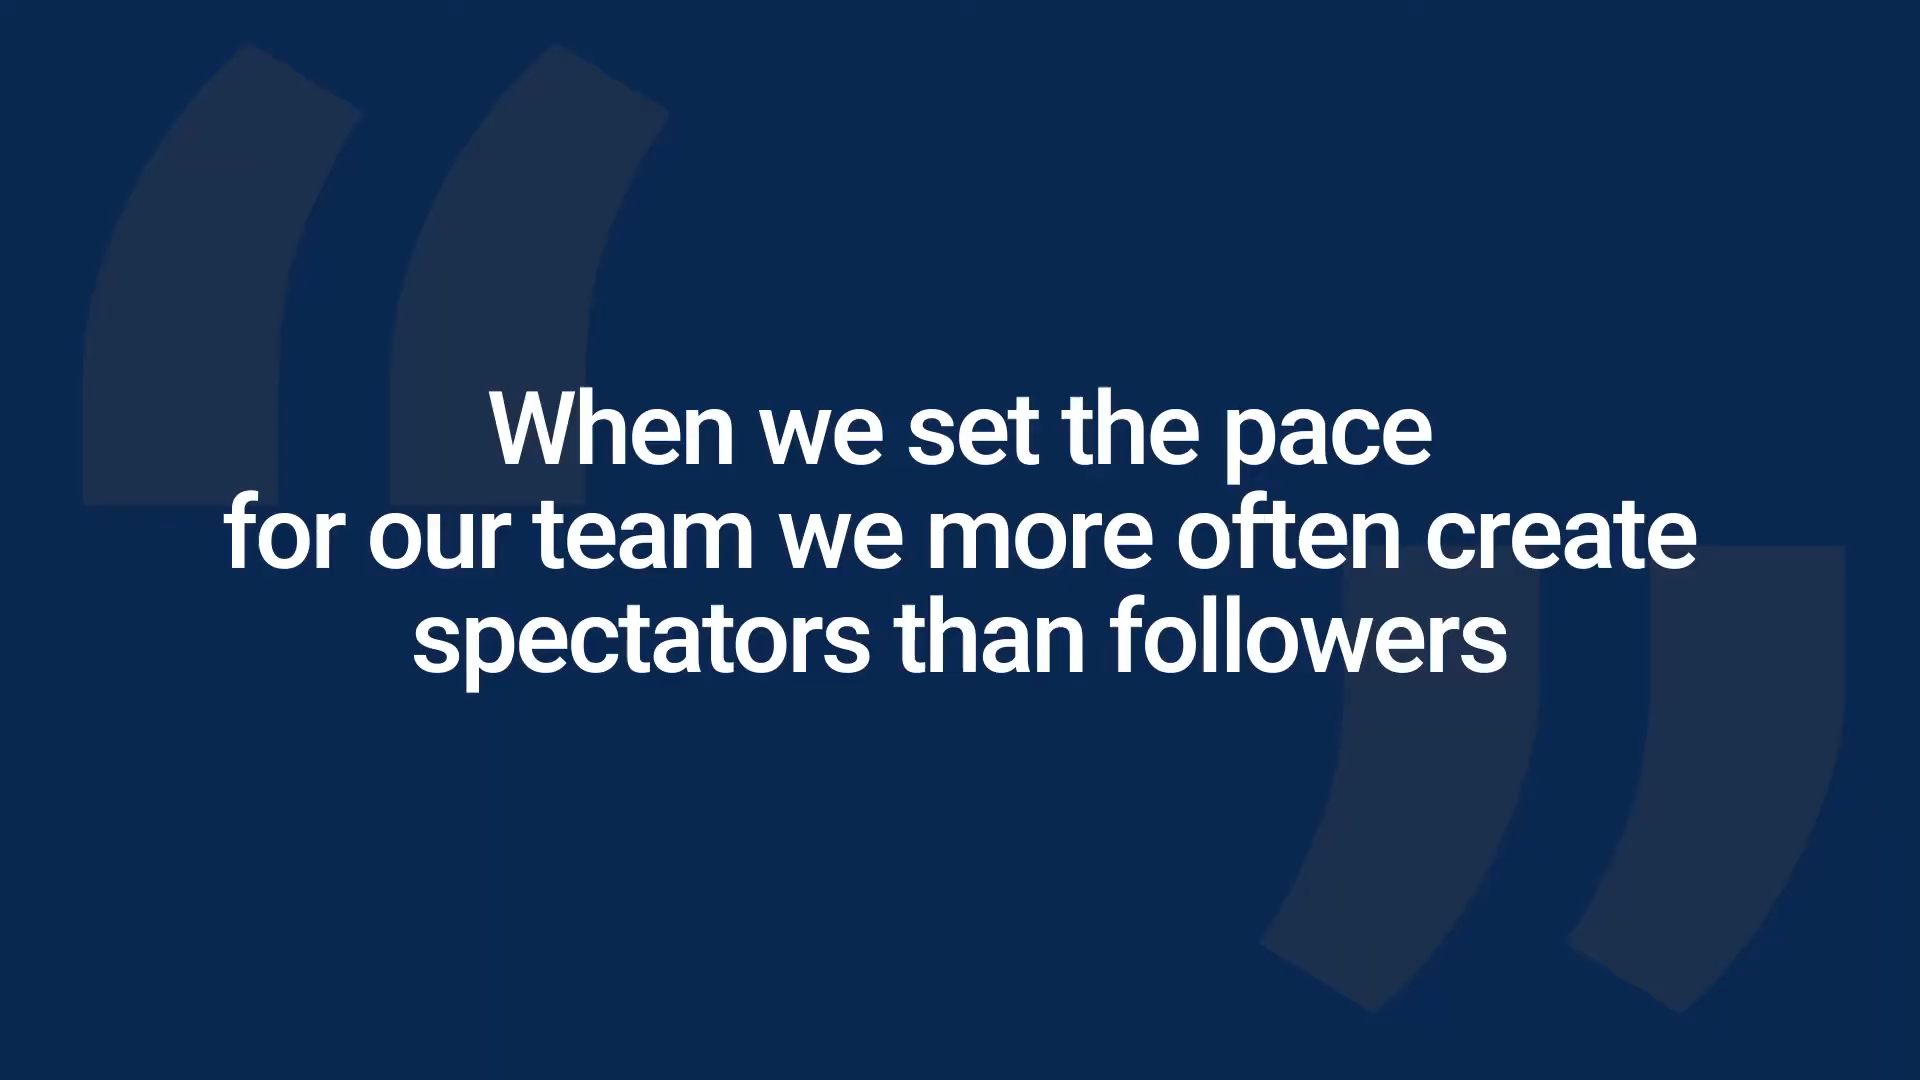 When we set the pace
for our team we more often create
spectators than followers